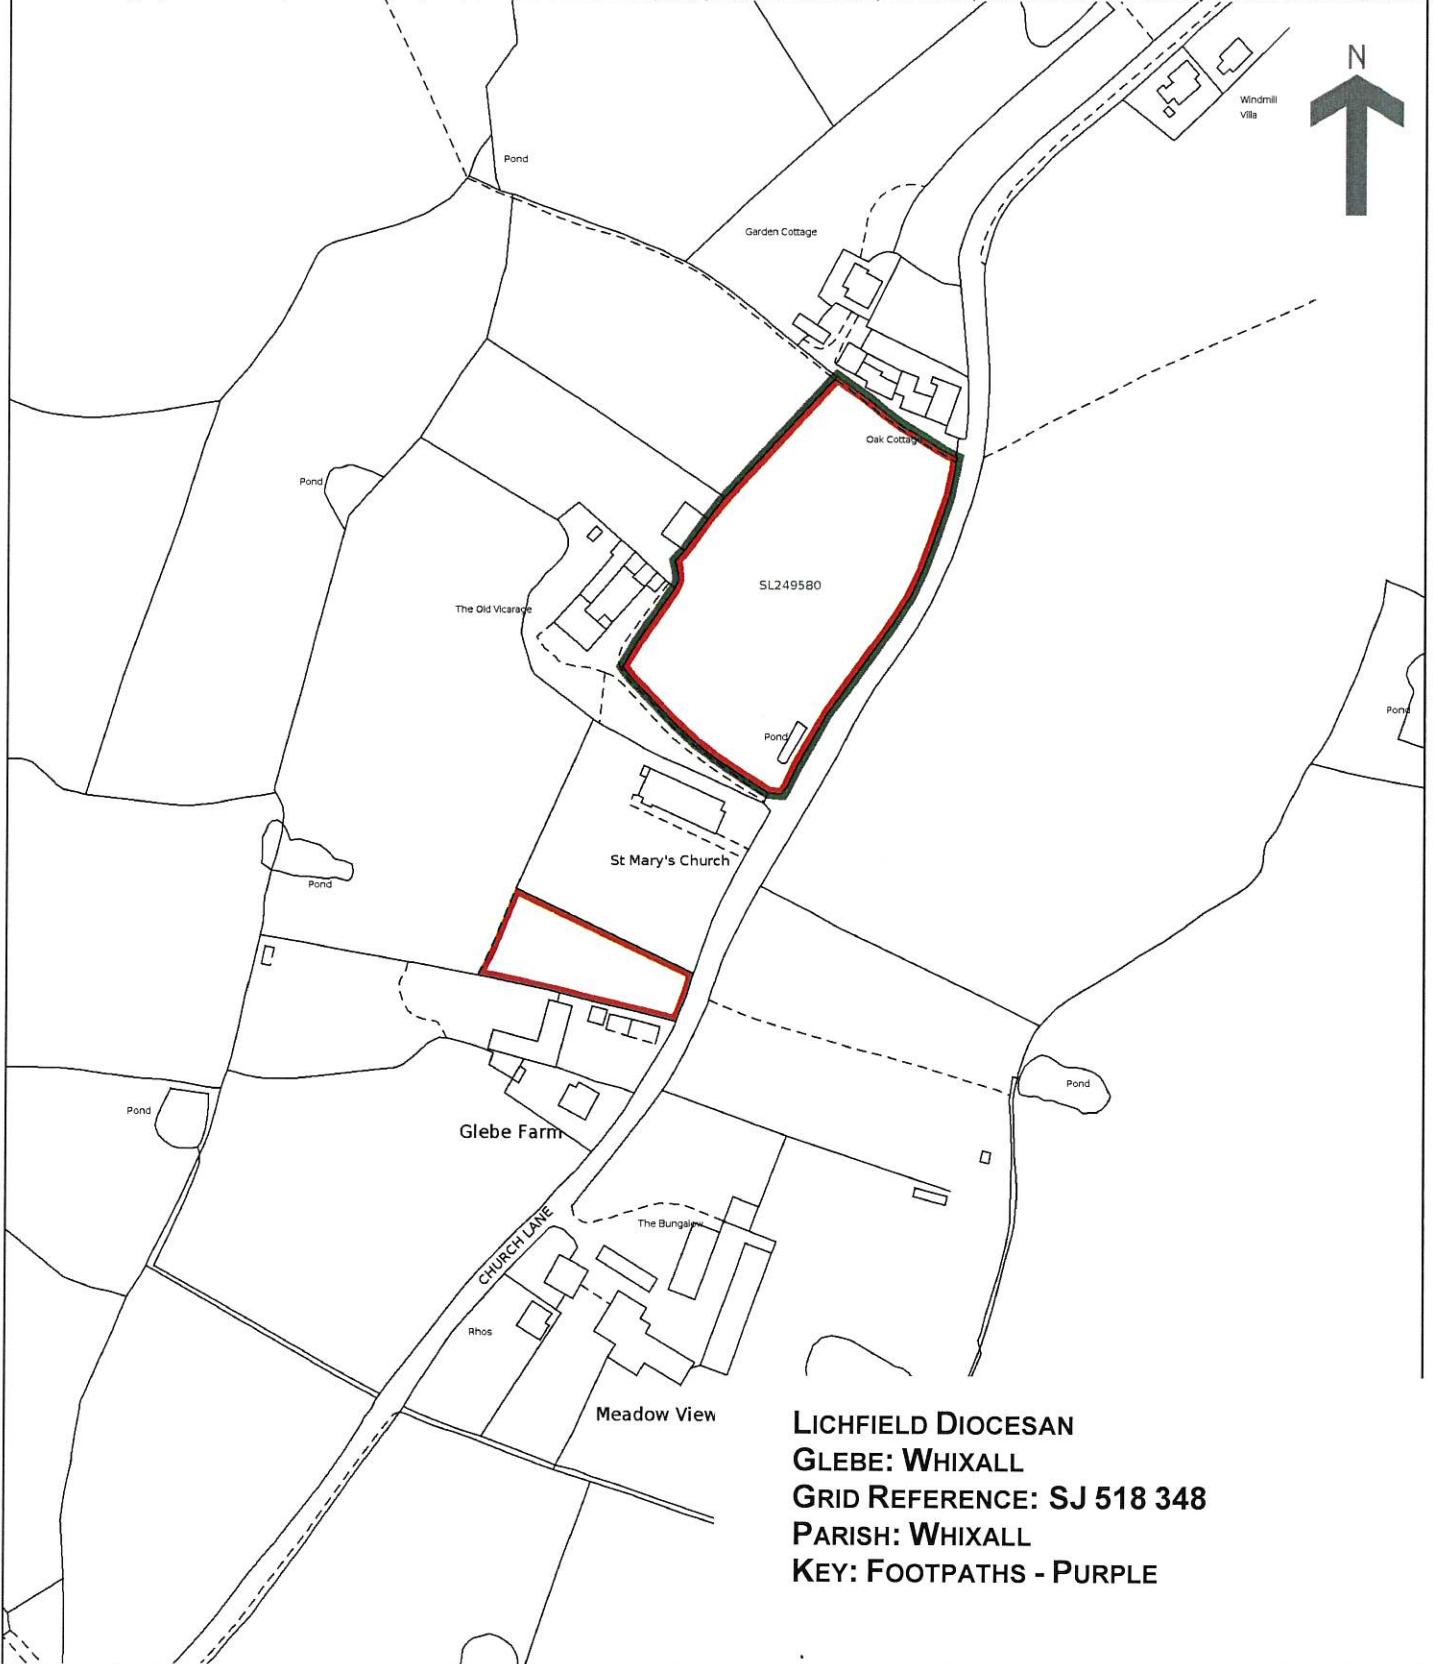 N
Windmill
Villa
Pond
Garden Cottage
Oak Cottage
Pond
SL249580
The Old Vicarage
Pond
Pond
St Mary's Church
Pond
Pond
Pond
Glebe Farm
CHURCH LANE
The Bungalow
Rhos
Meadow View
LICHFIELD DIOCESAN
GLEBE: WHIXALL
GRID REFERENCE: SJ 518 348
PARISH: WHIXALL
KEY: FOOTPATHS - PURPLE